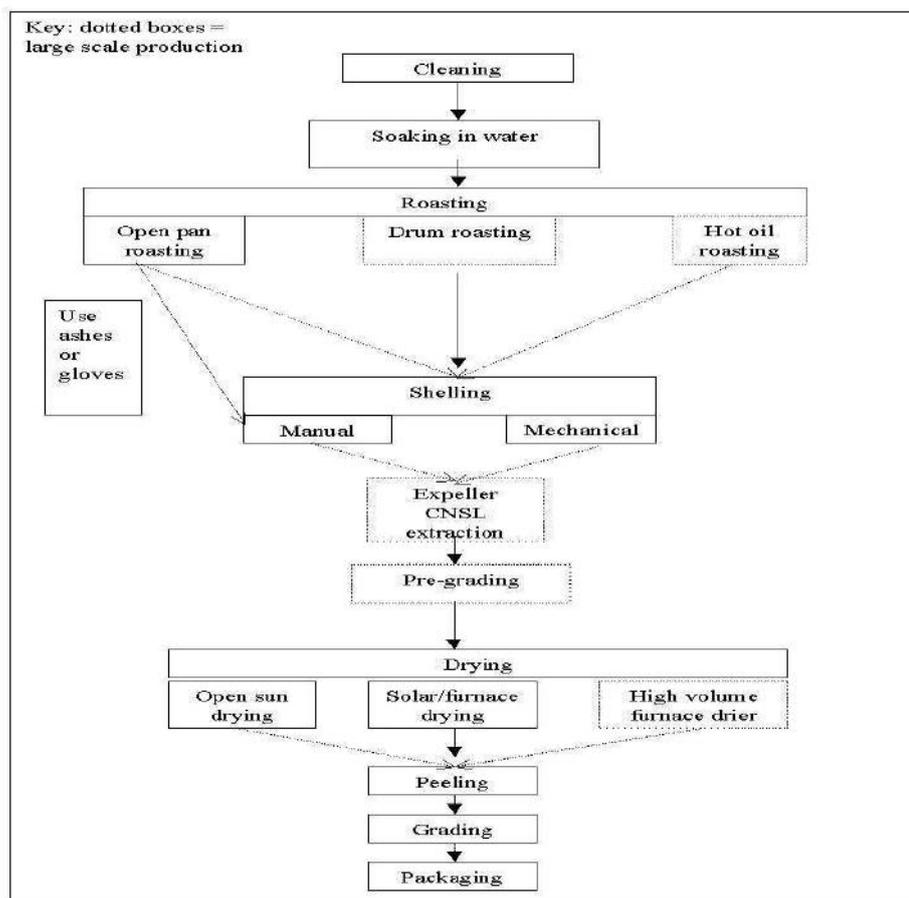 Key: dotted boxes =
large scale production
Cleaning
Soaking in water
Roasting
Open pan
roasting
Drum roasting
Hot oil
roasting
Use
ashes
or
gloves
Shelling
Manual
Mechanical
Expeller
CNSL
extraction
Pre-grading
Drying
Open sun
drying
Solar/furnace
drying
High volume
furnace drier
Peeling
Grading
Packaging